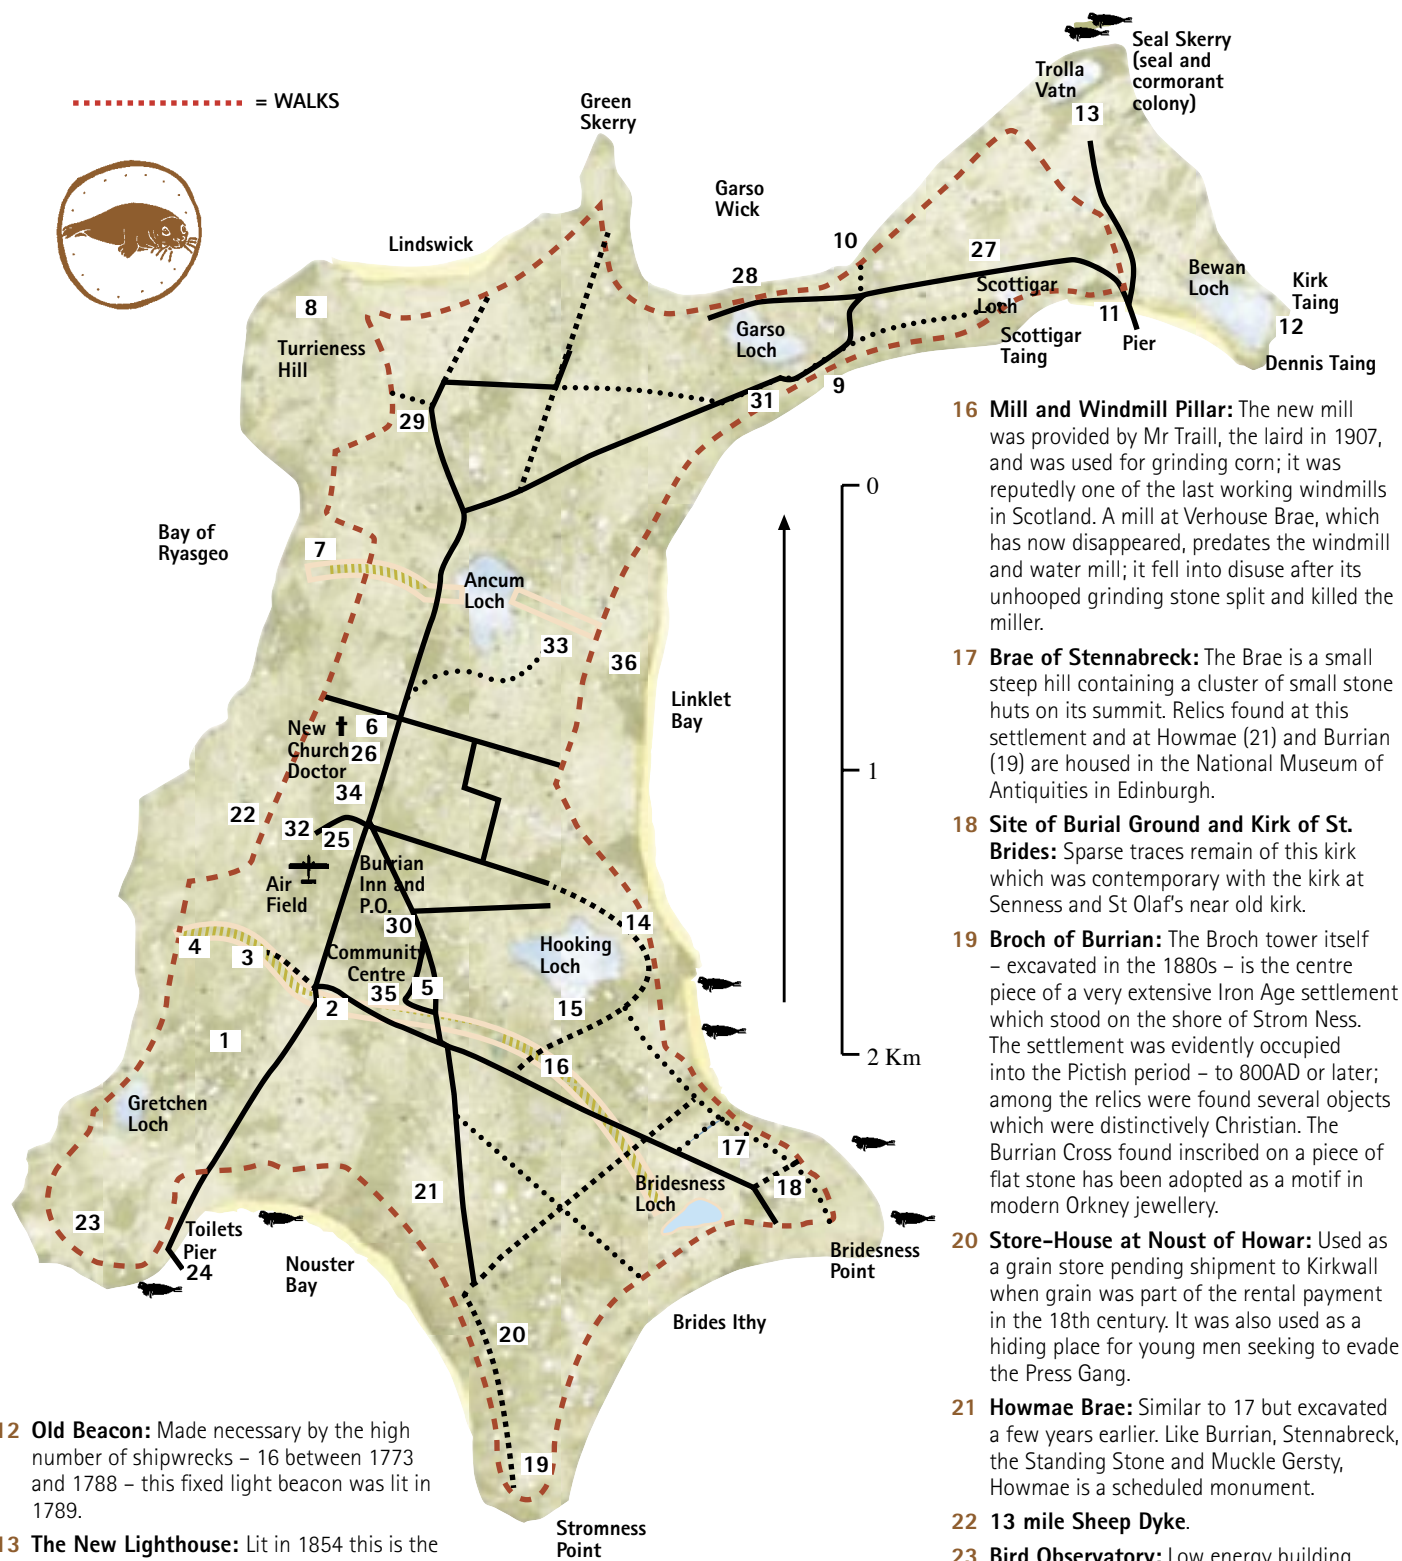 = WALKS
Green
Skerry
Trolla
Vatn
Seal Skerry
(seal and
cormorant
colony)
13
Garso
Wick
Lindswick
10
27
28
Bewan
Loch
Kirk
Taing
8
Scottigar
Loch
11
12
Turrieness
Hill
Garso
Loch
Scottigar
Taing
Pier
Dennis Taing
9
31
29
0
Bay of
Ryasgeo
7
Ancum
Loch
33
36
Linklet
Bay
New
Church
6
26
Doctor
34
1
22
32
25
Air
Field
Burrian
Inn and
P.O.
30
14
Hooking
Loch
4
3
Community
Centre
35
5
2
15
1
16
2 Km
Gretchen
Loch
17
21
Bridesness
Loch
18
23
Toilets
Pier
24
Nouster
Bay
Bridesness
Point
Brides Ithy
20
19
Stromness
Point
12 Old Beacon: Made necessary by the high
number of shipwrecks – 16 between 1773
and 1788 – this fixed light beacon was lit in
1789.
13 The New Lighthouse: Lit in 1854 this is the
16 Mill and Windmill Pillar: The new mill
was provided by Mr Traill, the laird in 1907,
and was used for grinding corn; it was
reputedly one of the last working windmills
in Scotland. A mill at Verhouse Brae, which
has now disappeared, predates the windmill
and water mill; it fell into disuse after its
unhooped grinding stone split and killed the
miller.
17 Brae of Stennabreck: The Brae is a small
steep hill containing a cluster of small stone
huts on its summit. Relics found at this
settlement and at Howmae (21) and Burrian
(19) are housed in the National Museum of
Antiquities in Edinburgh.
18 Site of Burial Ground and Kirk of St.
Brides: Sparse traces remain of this kirk
which was contemporary with the kirk at
Senness and St Olaf's near old kirk.
19 Broch of Burrian: The Broch tower itself
– excavated in the 1880s – is the centre
piece of a very extensive Iron Age settlement
which stood on the shore of Strom Ness.
The settlement was evidently occupied
into the Pictish period – to 800AD or later;
among the relics were found several objects
which were distinctively Christian. The
Burrian Cross found inscribed on a piece of
flat stone has been adopted as a motif in
modern Orkney jewellery.
20 Store-House at Noust of Howar: Used as
a grain store pending shipment to Kirkwall
when grain was part of the rental payment
in the 18th century. It was also used as a
hiding place for young men seeking to evade
the Press Gang.
21 Howmae Brae: Similar to 17 but excavated
a few years earlier. Like Burrian, Stennabreck,
the Standing Stone and Muckle Gersty,
Howmae is a scheduled monument.
22 13 mile Sheep Dyke.
23 Bird Observatory: Low energy building